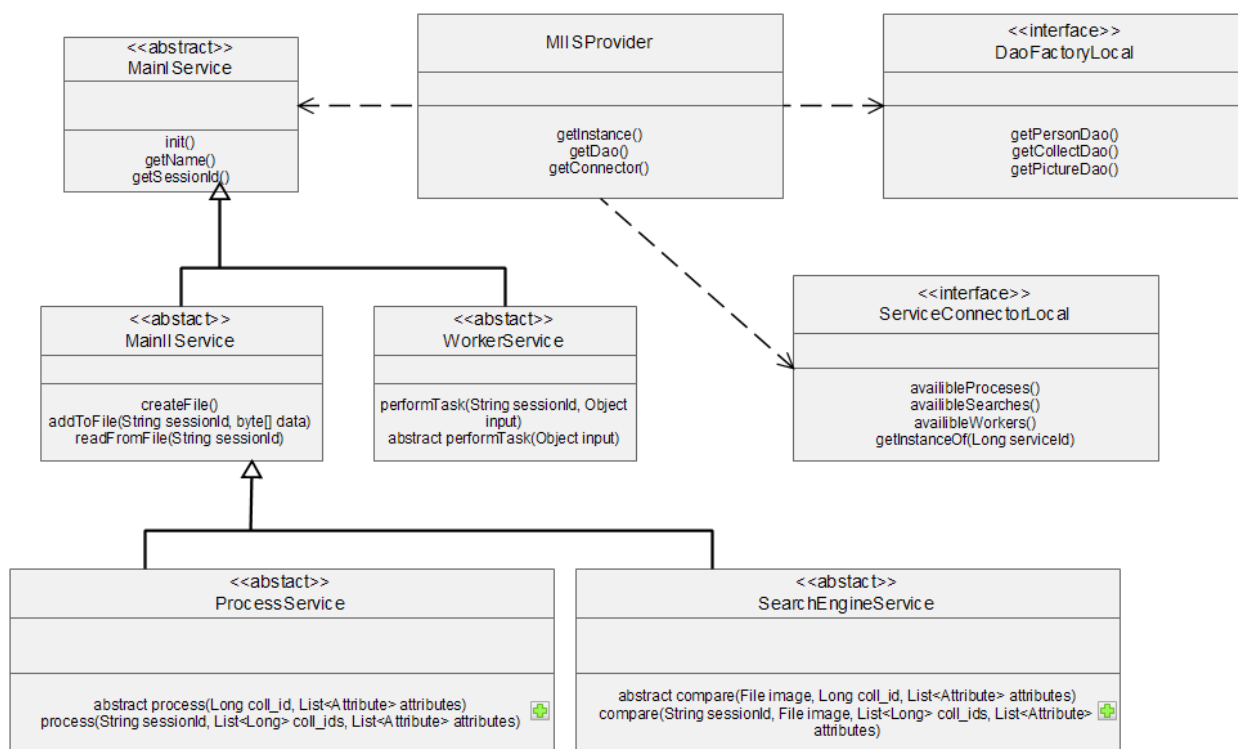 <<abstract>>
MainIService
init()
getName()
getSessionId()
MIISProvider
getInstance()
getDao()
getConnector()
<<interface>>
DaoFactoryLocal
getPersonDao()
getCollectDao()
getPictureDao()
<<abstact>>
MainIIService
createFile()
addToFile(String sessionId, byte[] data)
readFromFile(String sessionId)
<<abstact>>
WorkerService
performTask(String sessionId, Object
input)
abstract performTask(Object input)
<<interface>>
ServiceConnectorLocal
availibleProceses()
availibleSearches()
availibleWorkers()
getInstanceOf(Long serviceId)
<<abstact>>
ProcessService
abstract process(Long coll_id, List<Attribute> attributes)
process(String sessionId, List<Long> coll_ids, List<Attribute> attributes)
<<abstact>>
SearchEngineService
abstract compare(File image, Long coll_id, List<Attribute> attributes)
compare(String sessionId, File image, List<Long> coll_ids, List<Attribute>
attributes)